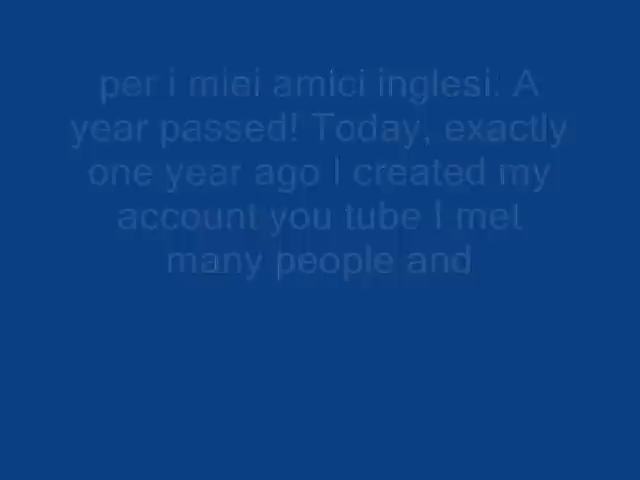 per i miei amici inglesi. A
year passed! Today, exactly
one year ago I created my
account you tube I met
many people and